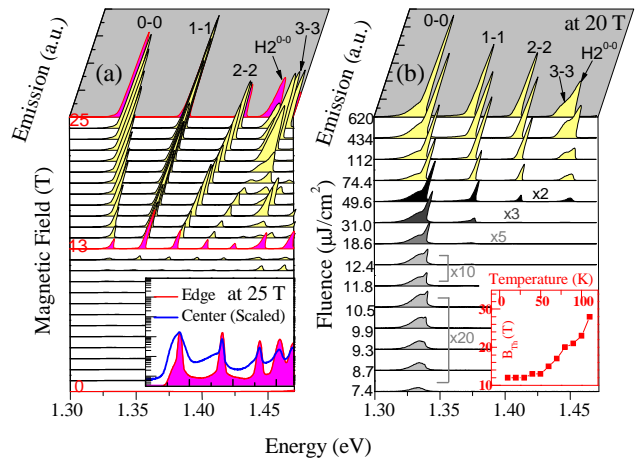 0-0
1-1
2-2
H2^0-0
3-3
(a)
Emission (a.u.)
25
13
0
Magnetic Field (T)
Edge at 25 T
Center (Scaled)
1.30 1.35 1.40 1.45
0-0
at 20 T
1-1
2-2
3-3
H2^0-0
(b)
Emission (a.u.)
620
434
112
74.4
49.6
31.0
18.6
12.4
11.8
10.5
9.9
9.3
8.7
7.4
Fluence (μJ/cm²)
x2
x3
x5
x10
x20
Temperature (K)
0 50 100
30
20
10
B_Th (T)
1.30 1.35 1.40 1.45
Energy (eV)